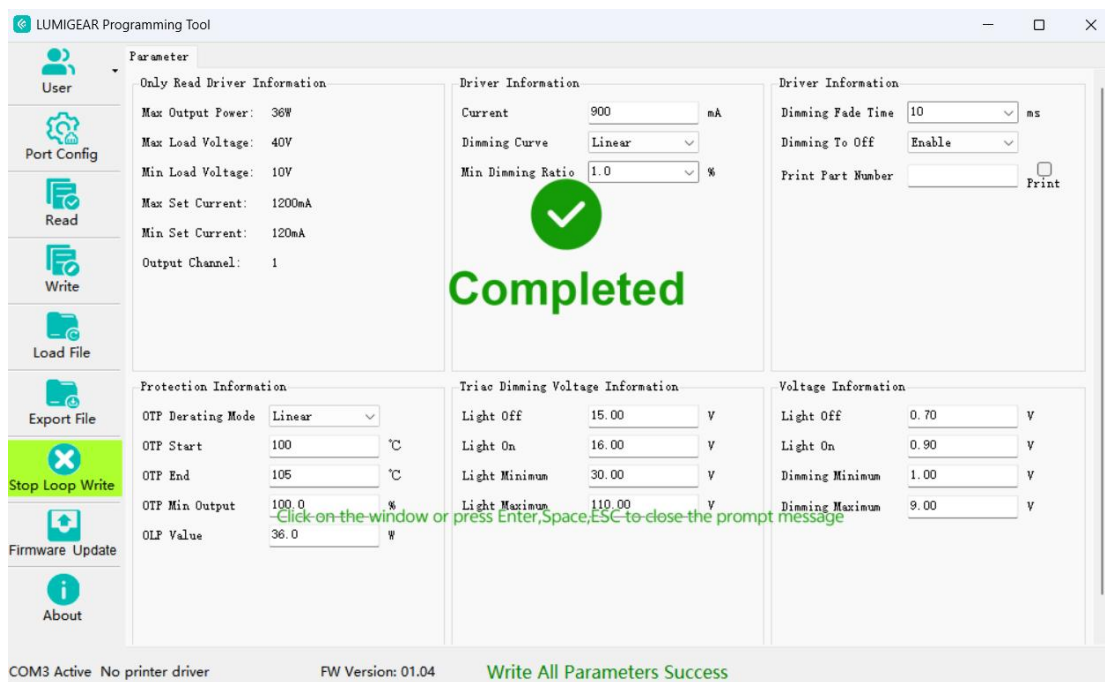 LUMIGEAR Programming Tool
User
Port Config
Read
Write
Load File
Export File
Stop Loop Write
Firmware Update
About
Parameter
Only Read Driver Information
Max Output Power: 36W
Max Load Voltage: 40V
Min Load Voltage: 10V
Max Set Current: 1200mA
Min Set Current: 120mA
Output Channel: 1
Driver Information
Current 900 mA
Dimming Curve Linear
Min Dimming Ratio 1.0 %
Completed
Driver Information
Dimming Fade Time 10 ms
Dimming To Off Enable
Print Part Number Print
Protection Information
OTP Derating Mode Linear
OTP Start 100 ℃
OTP End 105 ℃
OTP Min Output 100.0 %
OLP Value 36.0 W
Triac Dimming Voltage Information
Light Off 15.00 V
Light On 16.00 V
Light Minimum 30.00 V
Light Maximum 110.00 V
Voltage Information
Light Off 0.70 V
Light On 0.90 V
Dimming Minimum 1.00 V
Dimming Maximum 9.00 V
Click on the window or press Enter,Space,ESC to close the prompt message
COM3 Active No printer driver FW Version: 01.04 Write All Parameters Success